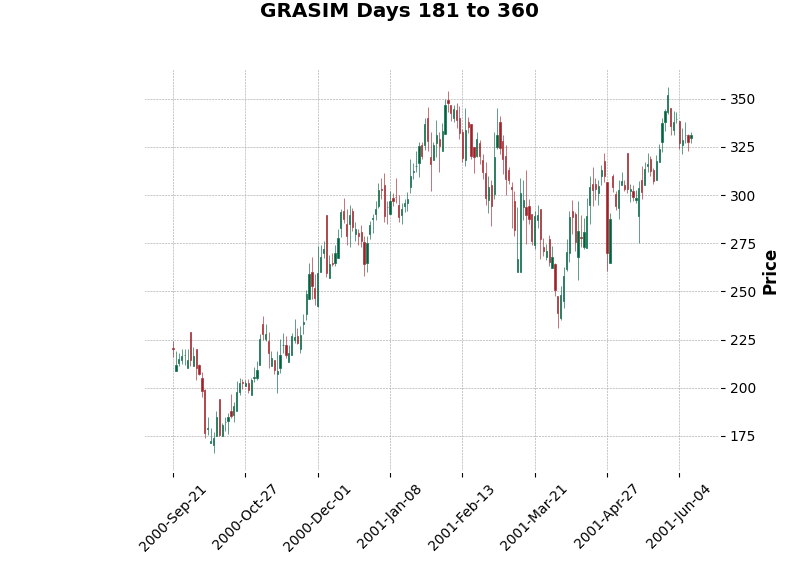 GRASIM Days 181 to 360
350
325
300
275
250
225
200
175
Price
2000-Sep-21
2000-Oct-27
2000-Dec-01
2001-Jan-08
2001-Feb-13
2001-Mar-21
2001-Apr-27
2001-Jun-04